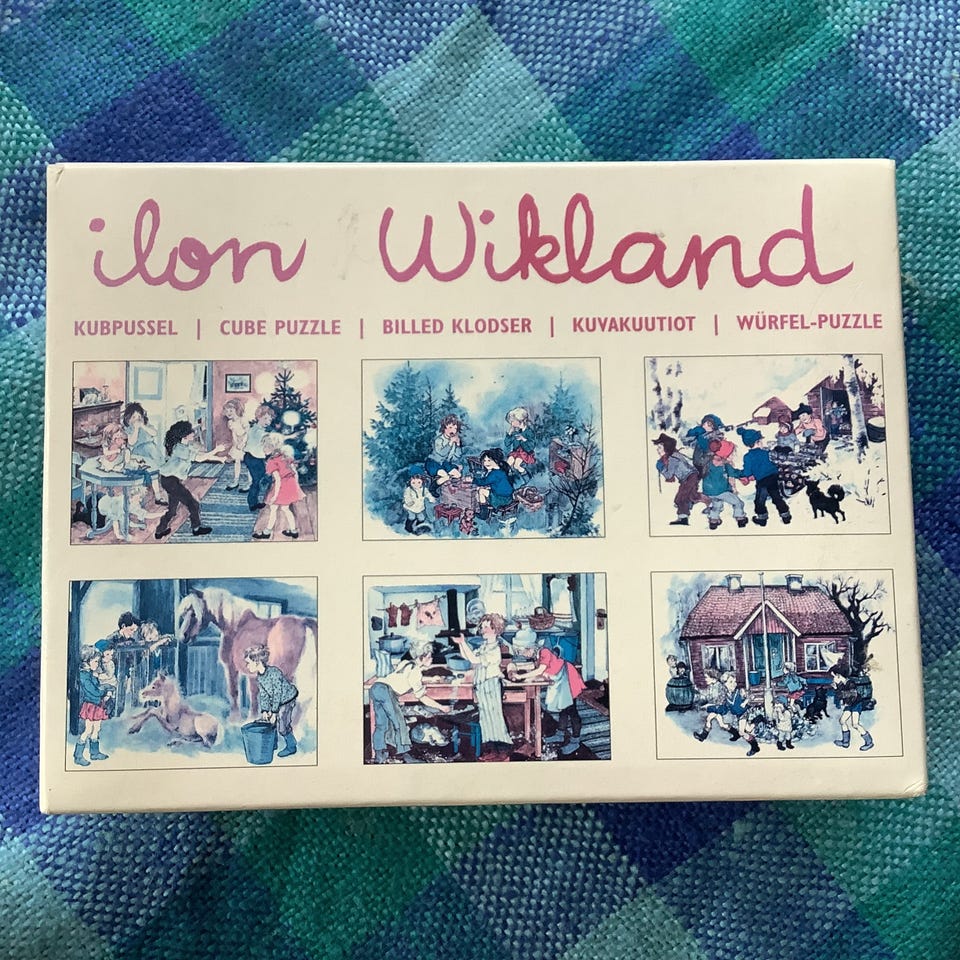 ilon Wikland
KUBPUSSEL | CUBE PUZZLE | BILLED KLODSER | KUVAKUUTIOT | WÜRFEL-PUZZLE